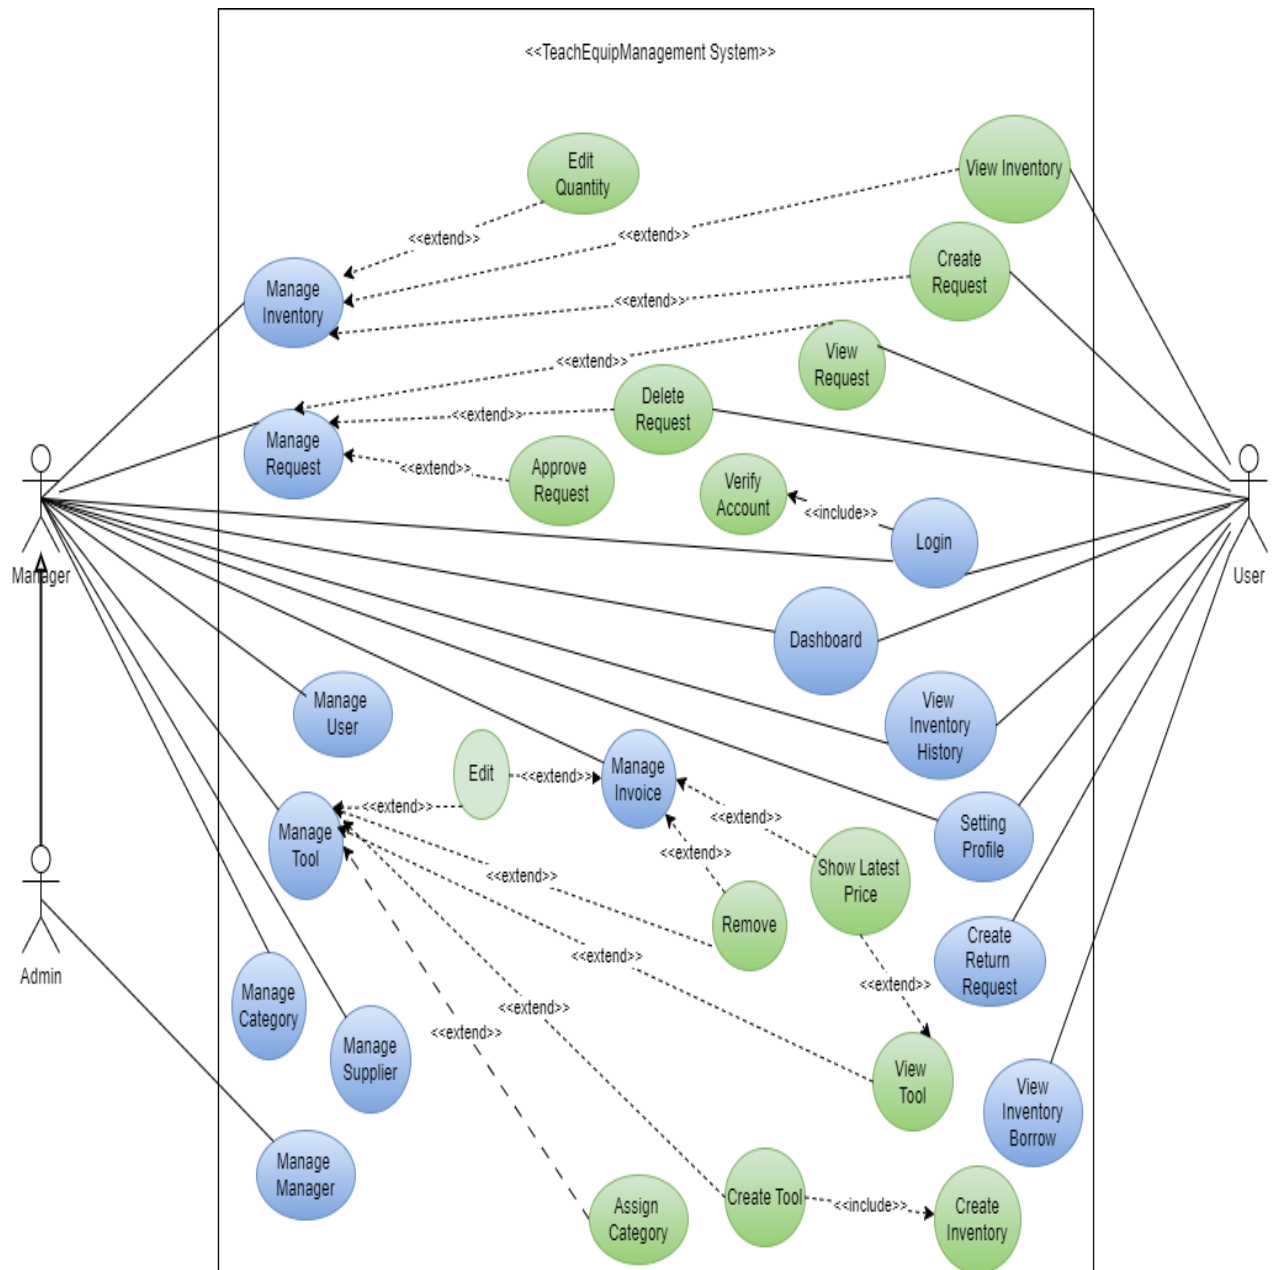 <<TeachEquipManagement System>>
Edit
Quantity
View Inventory
<<extend>>
<<extend>>
Create
Request
Manage
Inventory
<<extend>>
View
Request
<<extend>>
Delete
Request
<<extend>>
Manage
Request
<<extend>>
Approve
Request
Verify
Account
<<include>>
Login
Manager
User
Dashboard
Manage
User
View
Inventory
History
Edit
<<extend>>
Manage
Invoice
<<extend>>
<<extend>>
Manage
Tool
Setting
Profile
<<extend>>
Show Latest
Price
<<extend>>
Remove
Create
Return
Request
<<extend>>
Admin
<<extend>>
Manage
Category
<<extend>>
<<extend>>
Manage
Supplier
View
Tool
View
Inventory
Borrow
Manage
Manager
Assign
Category
Create Tool
<<include>>
Create
Inventory